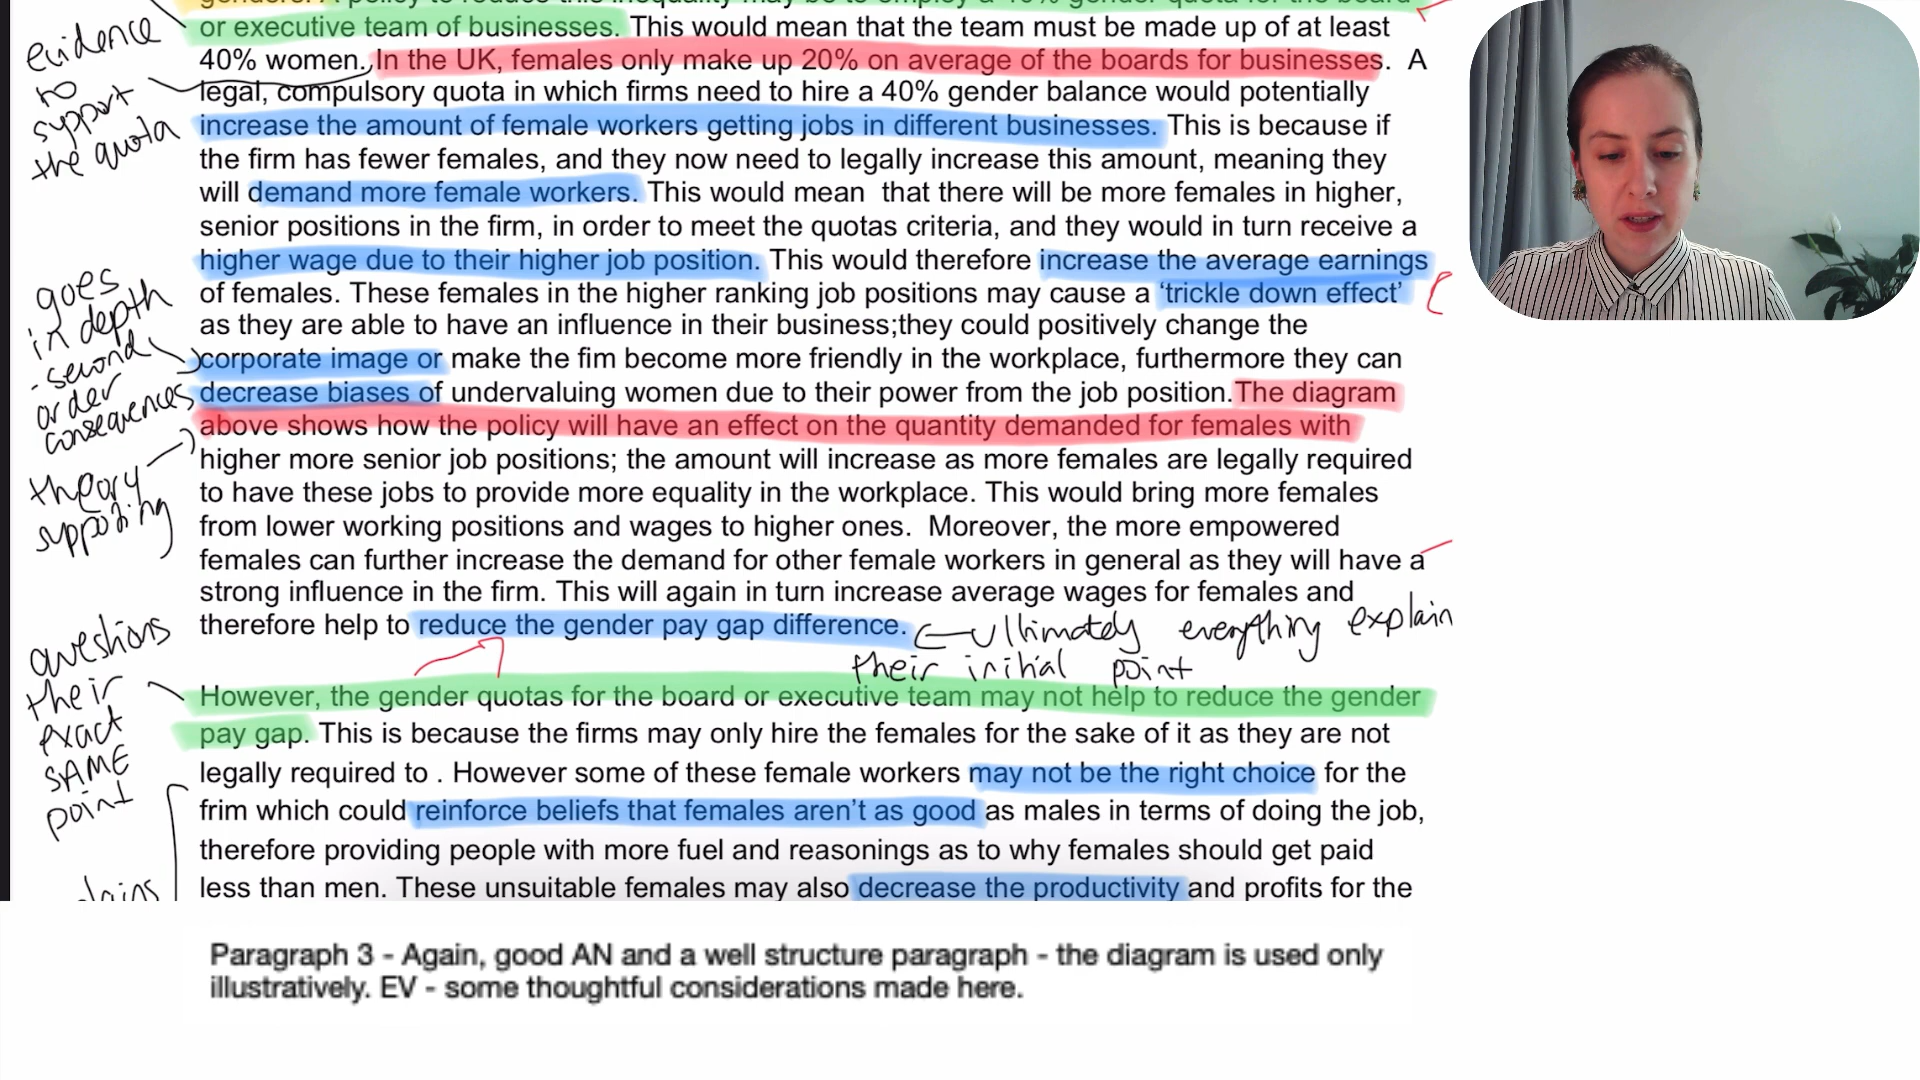 or executive team of businesses. This would mean that the team must be made up of at least
40% women. In the UK, females only make up 20% on average of the boards for businesses. A
legal, compulsory quota in which firms need to hire a 40% gender balance would potentially
increase the amount of female workers getting jobs in different businesses. This is because if
the firm has fewer females, and they now need to legally increase this amount, meaning they
will demand more female workers. This would mean that there will be more females in higher,
senior positions in the firm, in order to meet the quotas criteria, and they would in turn receive a
higher wage due to their higher job position. This would therefore increase the average earnings
of females. These females in the higher ranking job positions may cause a ‘trickle down effect’
as they are able to have an influence in their business;they could positively change the
corporate image or make the fim become more friendly in the workplace, furthermore they can
decrease biases of undervaluing women due to their power from the job position.The diagram
above shows how the policy will have an effect on the quantity demanded for females with
higher more senior job positions; the amount will increase as more females are legally required
to have these jobs to provide more equality in the workplace. This would bring more females
from lower working positions and wages to higher ones. Moreover, the more empowered
females can further increase the demand for other female workers in general as they will have a
strong influence in the firm. This will again in turn increase average wages for females and
therefore help to reduce the gender pay gap difference.
However, the gender quotas for the board or executive team may not help to reduce the gender
pay gap. This is because the firms may only hire the females for the sake of it as they are not
legally required to . However some of these female workers may not be the right choice for the
frim which could reinforce beliefs that females aren’t as good as males in terms of doing the job,
therefore providing people with more fuel and reasonings as to why females should get paid
less than men. These unsuitable females may also decrease the productivity and profits for the
evidence
to
support
the quota
goes
in depth
- second
order
consequences
theory
supporting
ultimately everything explain
their initial point
questions
their
exact
SAME
point
Paragraph 3 - Again, good AN and a well structure paragraph - the diagram is used only
illustratively. EV - some thoughtful considerations made here.